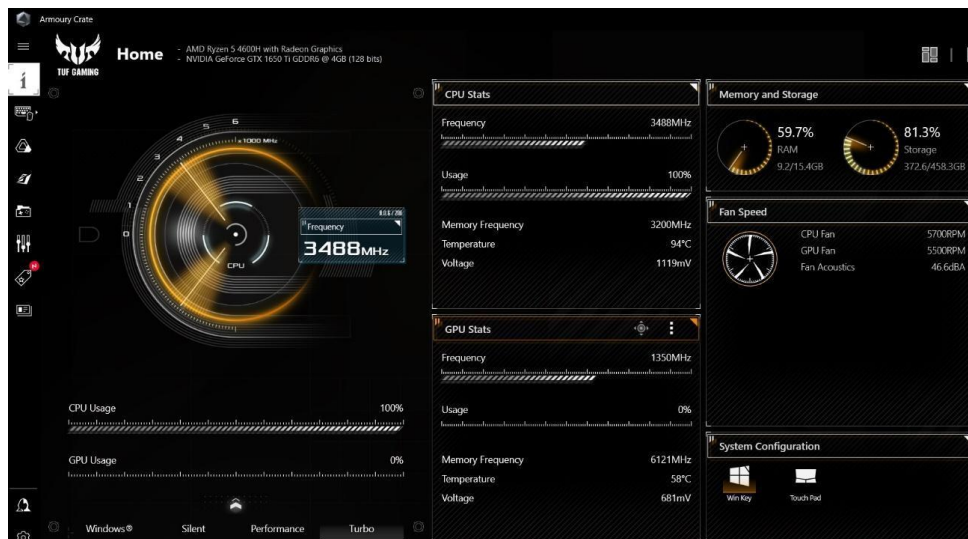 Armoury Crate
TUF GAMING
Home
- AMD Ryzen 5 4600H with Radeon Graphics
- NVIDIA GeForce GTX 1650 Ti GDDR6 @ 4GB (128 bits)
0
1
2
3
4
5
6
x1000 MHz
CPU
Frequency
3488MHz
CPU Usage 100%
GPU Usage 0%
Windows® Silent Performance Turbo
CPU Stats
Frequency 3488MHz
Usage 100%
Memory Frequency 3200MHz
Temperature 94°C
Voltage 1119mV
GPU Stats
Frequency 1350MHz
Usage 0%
Memory Frequency 6121MHz
Temperature 58°C
Voltage 681mV
Memory and Storage
59.7%
RAM
9.2/15.4GB
81.3%
Storage
372.6/458.3GB
Fan Speed
CPU Fan 5700RPM
GPU Fan 5500RPM
Fan Acoustics 46.6dBA
System Configuration
Win Key Touch Pad